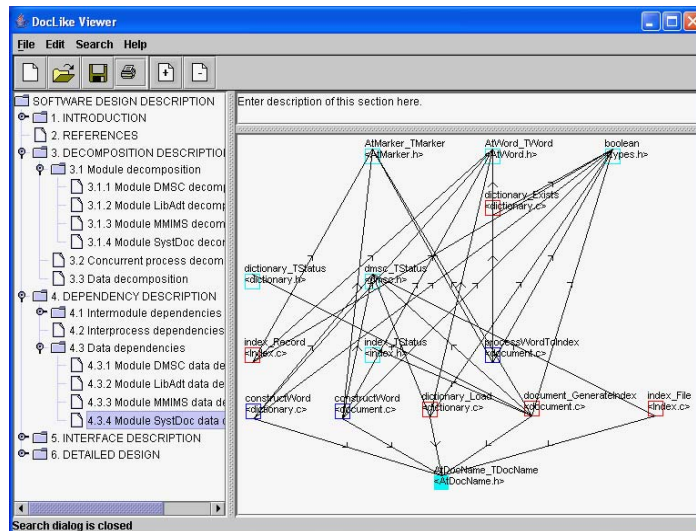 DocLike Viewer
File Edit Search Help
SOFTWARE DESIGN DESCRIPTION
1. INTRODUCTION
2. REFERENCES
3. DECOMPOSITION DESCRIPTIO
3.1 Module decomposition
3.1.1 Module DMSC decomp
3.1.2 Module LibAdt decomp
3.1.3 Module MMIMS decom
3.1.4 Module SystDoc decor
3.2 Concurrent process decom
3.3 Data decomposition
4. DEPENDENCY DESCRIPTION
4.1 Intermodule dependencies
4.2 Interprocess dependencies
4.3 Data dependencies
4.3.1 Module DMSC data de
4.3.2 Module LibAdt data de
4.3.3 Module MMIMS data de
4.3.4 Module SystDoc data d
5. INTERFACE DESCRIPTION
6. DETAILED DESIGN
Enter description of this section here.
AtMarker_TMarker
<AtMarker.h>
AtWord_TWord
<AtWord.h>
boolean
<types.h>
dictionary_Exists
<dictionary.c>
dictionary_TStatus
<dictionary.h>
dmsc_TStatus
<dmsc.h>
index_Record
<index.c>
index_TStatus
<index.h>
processWordToIndex
<document.c>
constructWord
<dictionary.c>
constructWord
<document.c>
dictionary_Load
<dictionary.c>
document_GenerateIndex
<document.c>
index_File
<index.c>
AtDocName_TDocName
<AtDocName.h>
Search dialog is closed